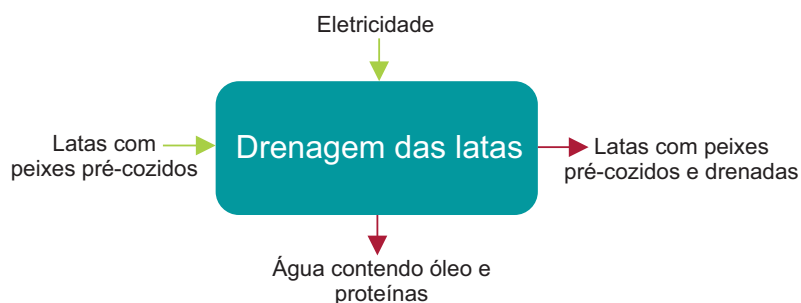 Eletricidade
Latas com
peixes pré-cozidos
Drenagem das latas
Latas com peixes
pré-cozidos e drenadas
Água contendo óleo e
proteínas